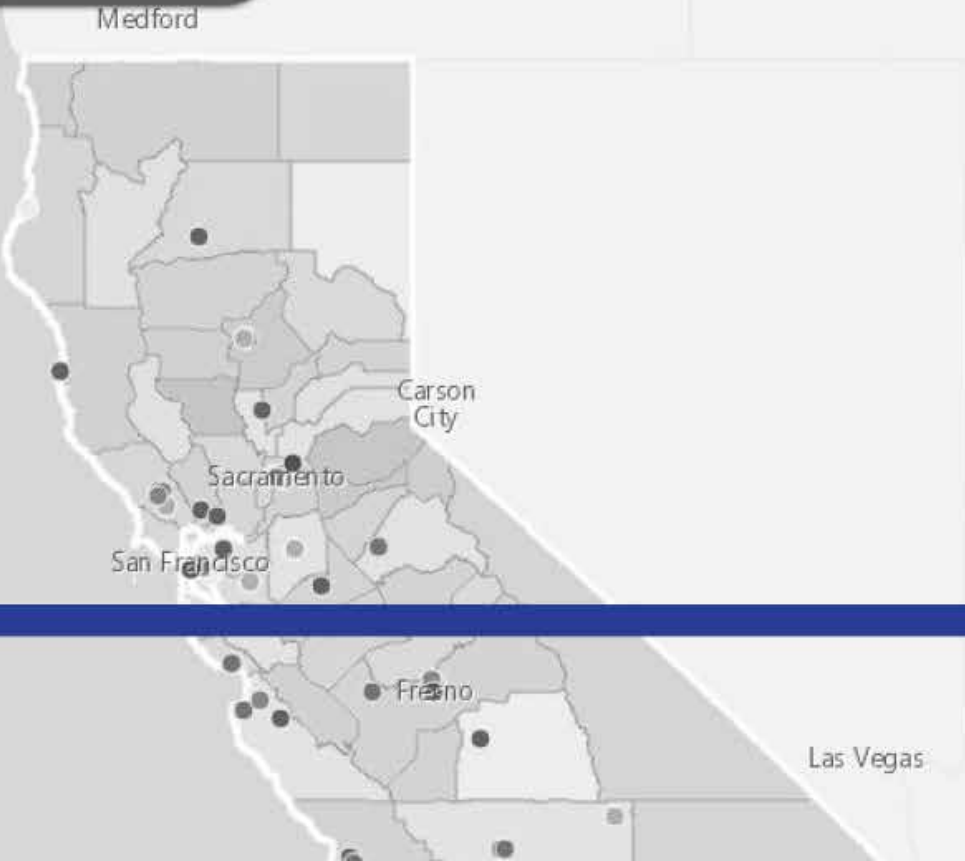 Medford
Carson
City
Sacramento
San Francisco
Fresno
Las Vegas